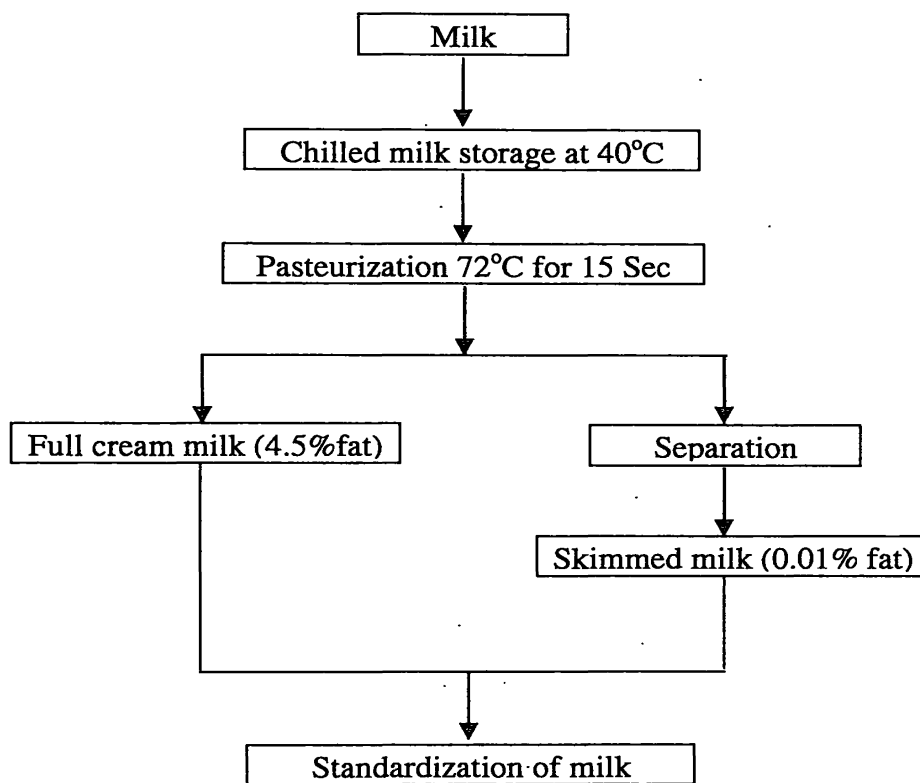 Milk
Chilled milk storage at 40°C
Pasteurization 72°C for 15 Sec
Full cream milk (4.5%fat)
Separation
Skimmed milk (0.01% fat)
Standardization of milk